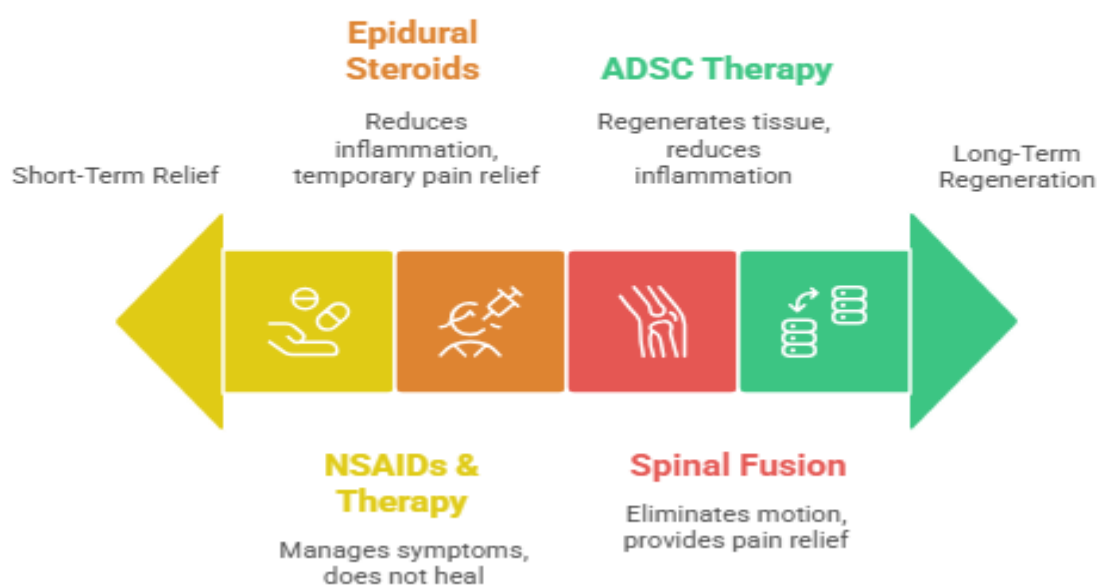 Epidural
Steroids
ADSC Therapy
Reduces
inflammation,
temporary pain relief
Regenerates tissue,
reduces
inflammation
Short-Term Relief
Long-Term
Regeneration
NSAIDs &
Therapy
Spinal Fusion
Manages symptoms,
does not heal
Eliminates motion,
provides pain relief